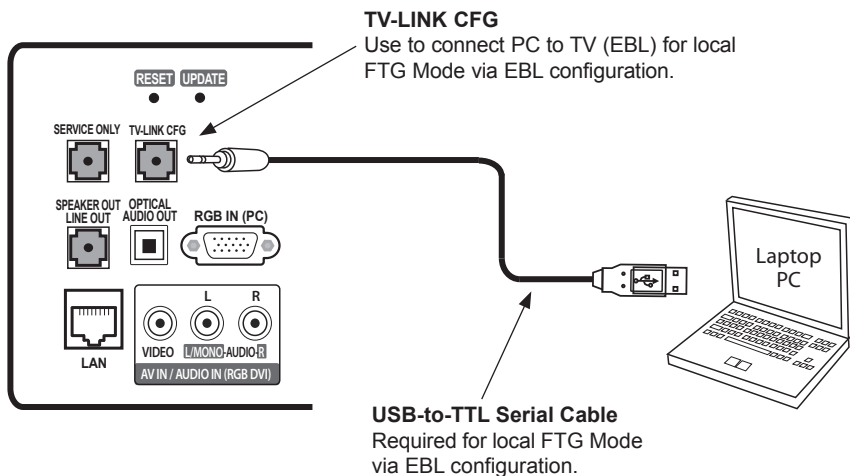 TV-LINK CFG
Use to connect PC to TV (EBL) for local
FTG Mode via EBL configuration.
RESET UPDATE
SERVICE ONLY TV-LINK CFG
SPEAKER OUT
LINE OUT
OPTICAL
AUDIO OUT
RGB IN (PC)
Laptop
PC
LAN
L R
VIDEO L/MONO-AUDIO-R
AV IN / AUDIO IN (RGB DVI)
USB-to-TTL Serial Cable
Required for local FTG Mode
via EBL configuration.